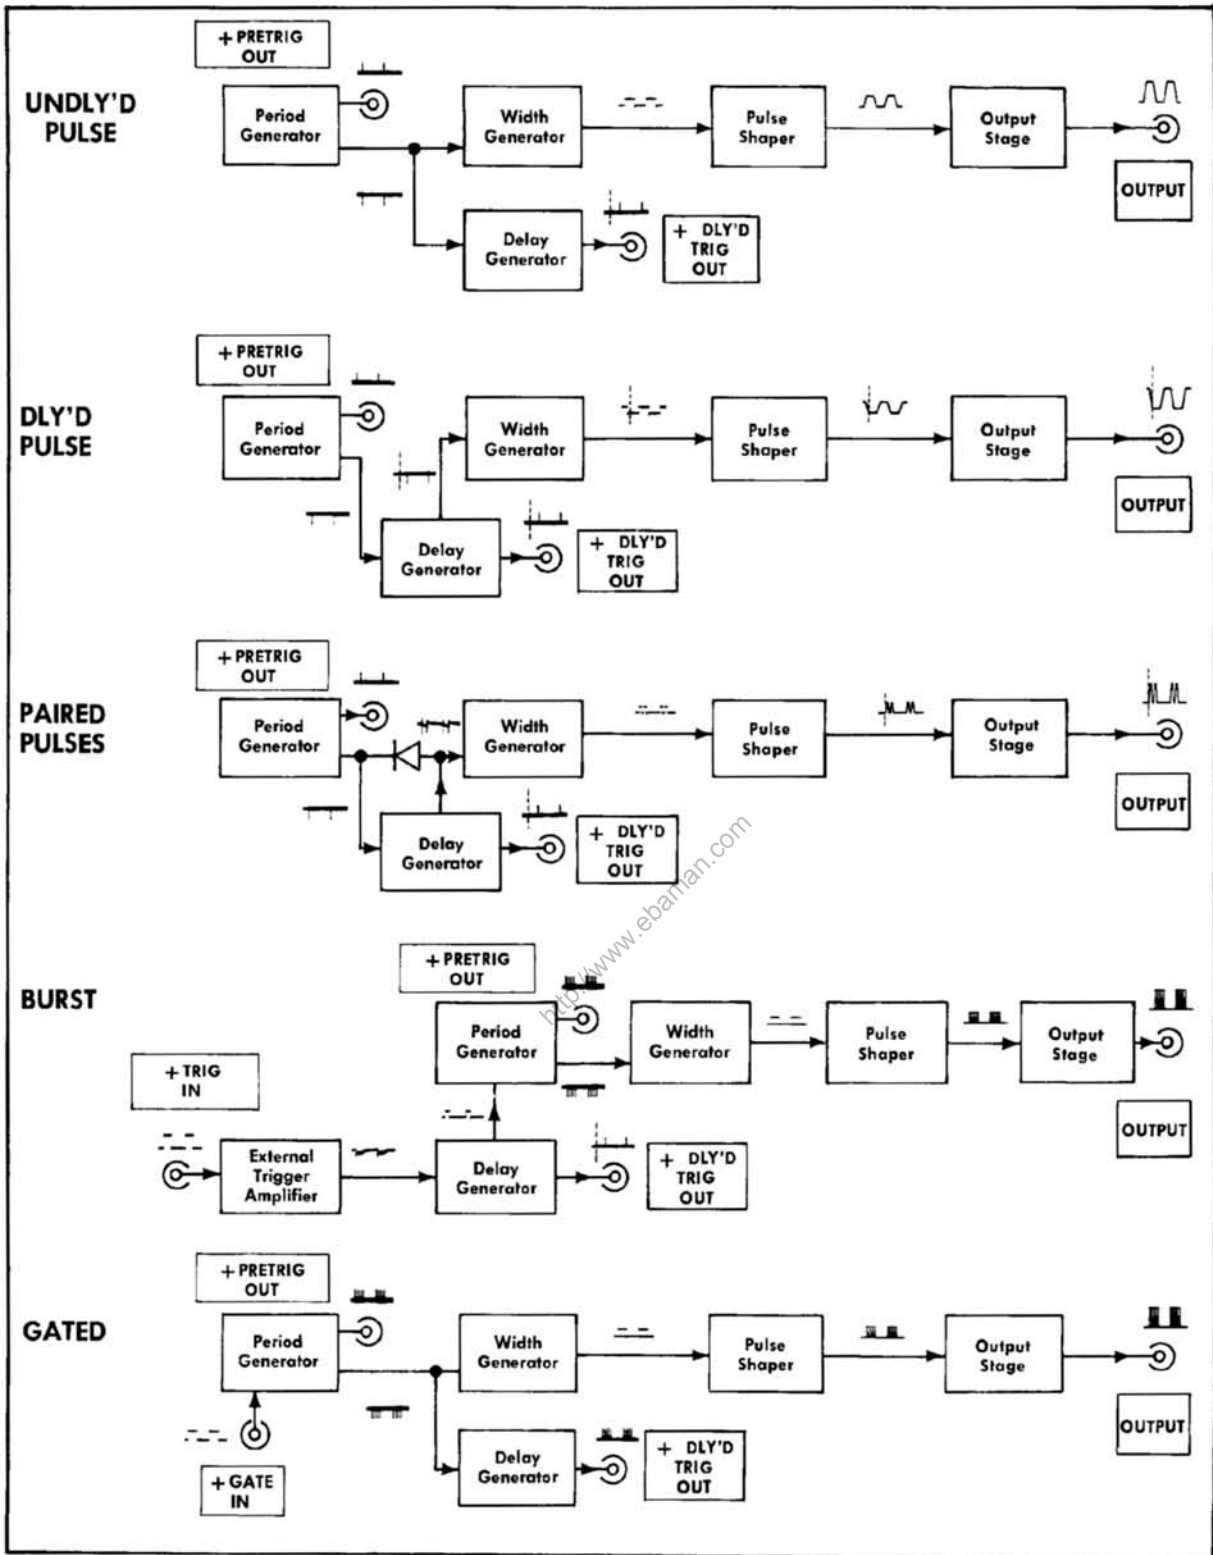 + PRETRIG
OUT
UNDLY'D
PULSE
Period
Generator
Width
Generator
Pulse
Shaper
Output
Stage
OUTPUT
Delay
Generator
+ DLY'D
TRIG
OUT
+ PRETRIG
OUT
DLY'D
PULSE
Period
Generator
Width
Generator
Pulse
Shaper
Output
Stage
OUTPUT
Delay
Generator
+ DLY'D
TRIG
OUT
+ PRETRIG
OUT
PAIRED
PULSES
Period
Generator
Width
Generator
Pulse
Shaper
Output
Stage
OUTPUT
Delay
Generator
+ DLY'D
TRIG
OUT
http://www.ebaman.com
+ PRETRIG
OUT
BURST
Period
Generator
Width
Generator
Pulse
Shaper
Output
Stage
OUTPUT
+ TRIG
IN
External
Trigger
Amplifier
Delay
Generator
+ DLY'D
TRIG
OUT
+ PRETRIG
OUT
GATED
Period
Generator
Width
Generator
Pulse
Shaper
Output
Stage
OUTPUT
Delay
Generator
+ DLY'D
TRIG
OUT
+ GATE
IN